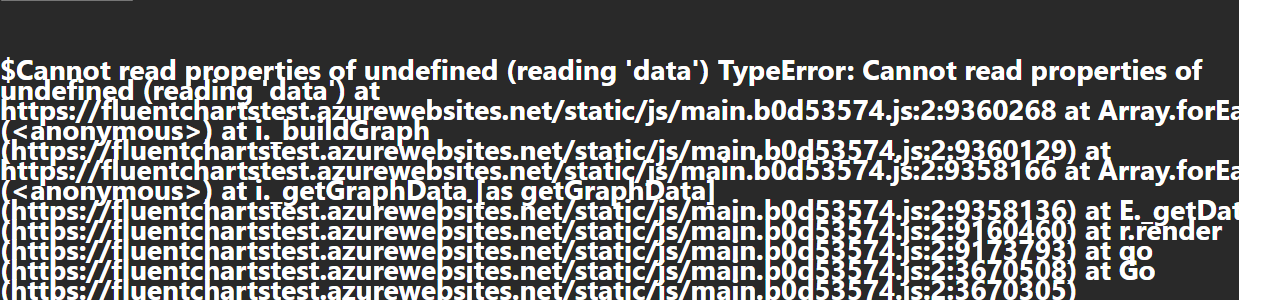 $Cannot read properties of undefined (reading 'data') TypeError: Cannot read properties of
undefined (reading 'data') at
https://fluentchartstest.azurewebsites.net/static/js/main.b0d53574.js:2:9360268 at Array.forEa
(<anonymous>) at i._buildGraph
(https://fluentchartstest.azurewebsites.net/static/js/main.b0d53574.js:2:9360129) at
https://fluentchartstest.azurewebsites.net/static/js/main.b0d53574.js:2:9358166 at Array.forEa
(<anonymous>) at i._getGraphData [as getGraphData]
(https://fluentchartstest.azurewebsites.net/static/js/main.b0d53574.js:2:9358136) at E._getDat
(https://fluentchartstest.azurewebsites.net/static/js/main.b0d53574.js:2:9160460) at r.render
(https://fluentchartstest.azurewebsites.net/static/js/main.b0d53574.js:2:9173793) at go
(https://fluentchartstest.azurewebsites.net/static/js/main.b0d53574.js:2:3670508) at Go
(https://fluentchartstest.azurewebsites.net/static/js/main.b0d53574.js:2:3670305)